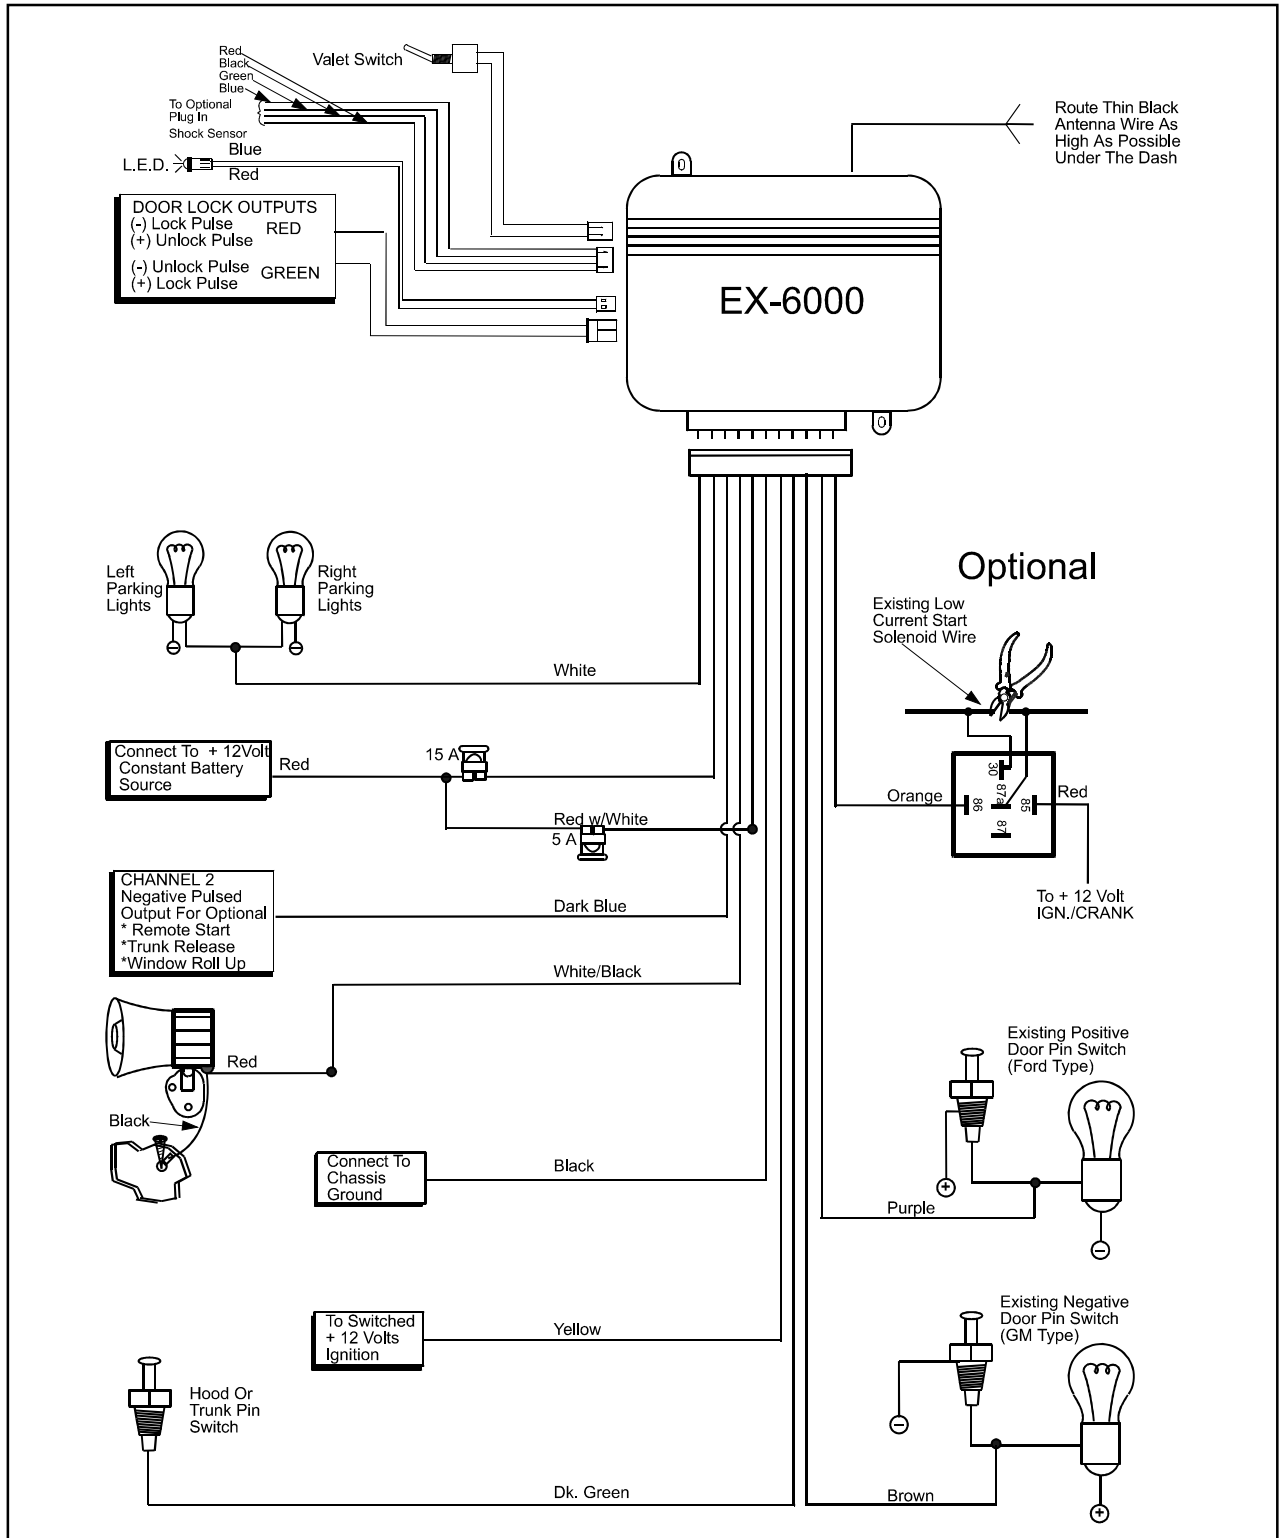 Red
Black
Green
Blue
To Optional
Plug In
Shock Sensor
Valet Switch
Route Thin Black
Antenna Wire As
High As Possible
Under The Dash
L.E.D.
Blue
Red
DOOR LOCK OUTPUTS
(-) Lock Pulse
(+) Unlock Pulse
RED
(-) Unlock Pulse
(+) Lock Pulse
GREEN
EX-6000
Left
Parking
Lights
Right
Parking
Lights
White
Optional
Existing Low
Current Start
Solenoid Wire
Connect To + 12Volt
Constant Battery
Source
Red
15 A
Red w/White
5 A
Orange
30
87a
86
85
87
Red
To + 12 Volt
IGN./CRANK
CHANNEL 2
Negative Pulsed
Output For Optional
* Remote Start
*Trunk Release
*Window Roll Up
Dark Blue
White/Black
Red
Black
Existing Positive
Door Pin Switch
(Ford Type)
Connect To
Chassis
Ground
Black
Purple
To Switched
+ 12 Volts
Ignition
Yellow
Existing Negative
Door Pin Switch
(GM Type)
Hood Or
Trunk Pin
Switch
Dk. Green
Brown